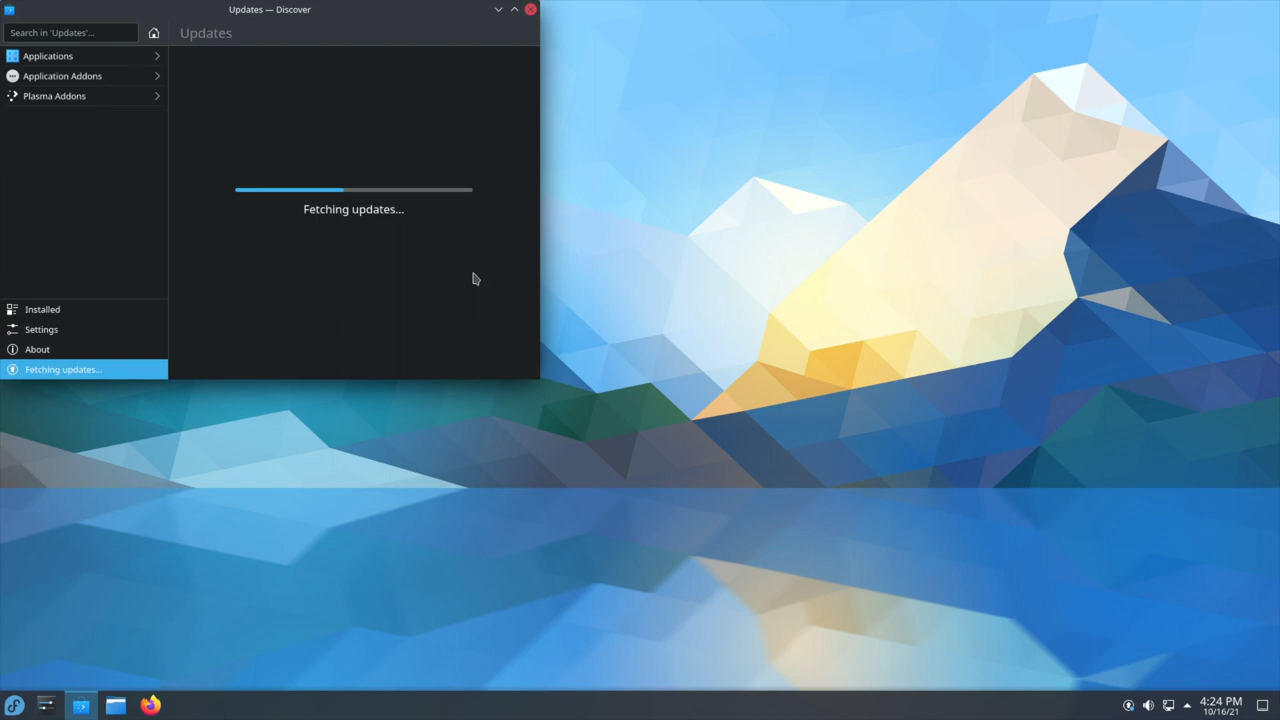 Updates — Discover
Search in 'Updates'...
Updates
Applications
Application Addons
Plasma Addons
Fetching updates...
Installed
Settings
About
Fetching updates...
4:24 PM
10/16/21